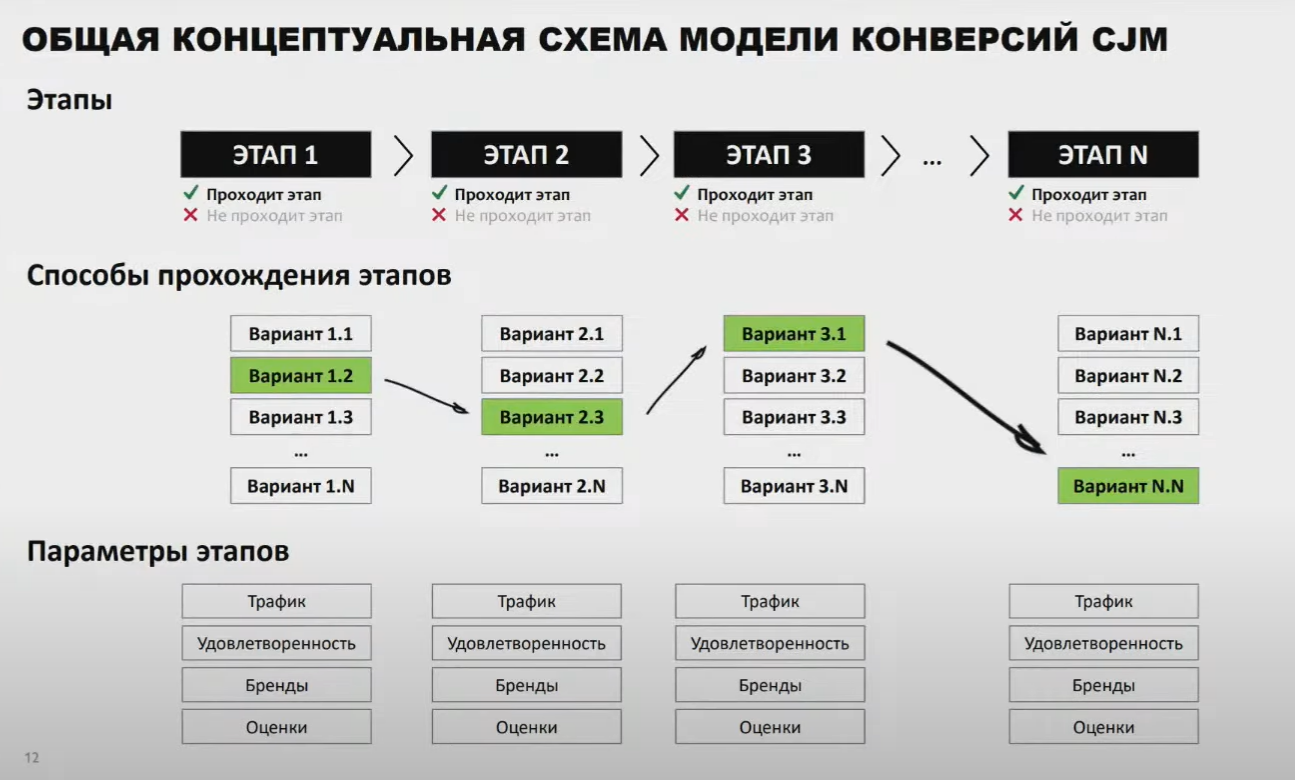 ОБЩАЯ КОНЦЕПТУАЛЬНАЯ СХЕМА МОДЕЛИ КОНВЕРСИЙ CJM
Этапы
ЭТАП 1 ЭТАП 2 ЭТАП 3 ... ЭТАП N
Проходит этап Проходит этап Проходит этап Проходит этап
Не проходит этап Не проходит этап Не проходит этап Не проходит этап
Способы прохождения этапов
Вариант 1.1 Вариант 2.1 Вариант 3.1 Вариант N.1
Вариант 1.2 Вариант 2.2 Вариант 3.2 Вариант N.2
Вариант 1.3 Вариант 2.3 Вариант 3.3 Вариант N.3
... ... ... ...
Вариант 1.N Вариант 2.N Вариант 3.N Вариант N.N
Параметры этапов
Трафик Трафик Трафик Трафик
Удовлетворенность Удовлетворенность Удовлетворенность Удовлетворенность
Бренды Бренды Бренды Бренды
Оценки Оценки Оценки Оценки
12